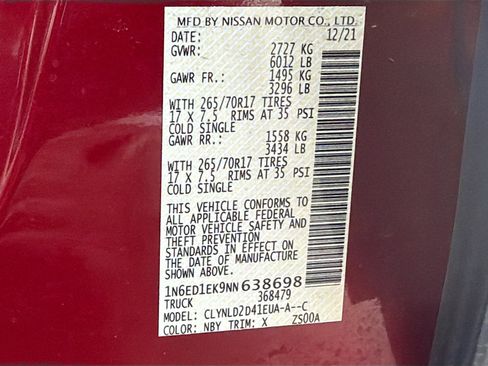 MFD BY NISSAN MOTOR CO., LTD.
DATE: 12/21
GVWR: 2727 KG
6012 LB
GAWR FR.: 1495 KG
3296 LB
WITH 265/70R17 TIRES
17 X 7.5 RIMS AT 35 PSI
COLD SINGLE
GAWR RR.: 1558 KG
3434 LB
WITH 265/70R17 TIRES
17 X 7.5 RIMS AT 35 PSI
COLD SINGLE
THIS VEHICLE CONFORMS TO
ALL APPLICABLE FEDERAL
MOTOR VEHICLE SAFETY AND
THEFT PREVENTION
STANDARDS IN EFFECT ON
THE DATE OF MANUFACTURE
SHOWN ABOVE.
1N6ED1EK9NN638698
TRUCK 368479
MODEL: CLYNLD2D41EUA-A--C
COLOR: NBY TRIM: X ZS00A